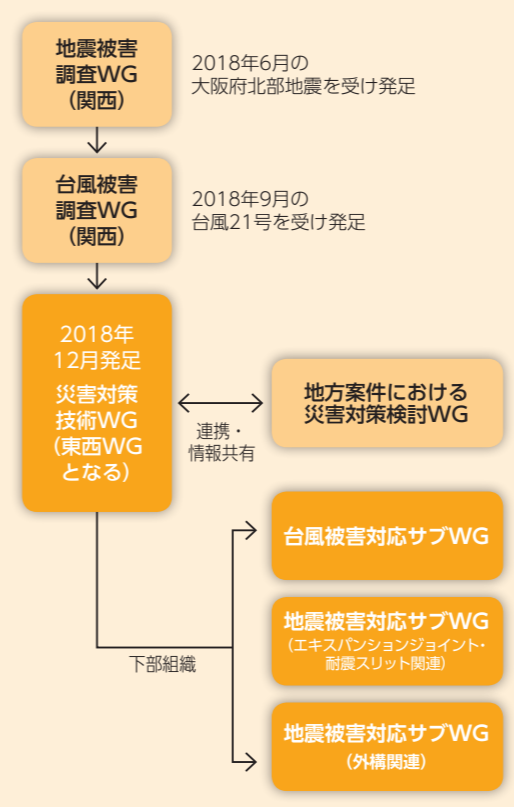 地震被害
調査WG
（関西）
2018年6月の
大阪府北部地震を受け発足
台風被害
調査WG
（関西）
2018年9月の
台風21号を受け発足
2018年
12月発足
災害対策
技術WG
（東西WG
となる）
連携・
情報共有
地方案件における
災害対策検討WG
下部組織
台風被害対応サブWG
地震被害対応サブWG
（エキスパンションジョイント・
耐震スリット関連）
地震被害対応サブWG
（外構関連）